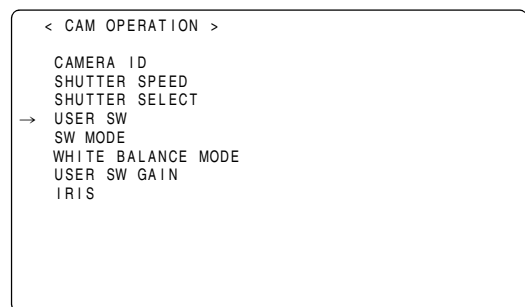 < CAM OPERATION >
CAMERA ID
SHUTTER SPEED
SHUTTER SELECT
→ USER SW
SW MODE
WHITE BALANCE MODE
USER SW GAIN
IRIS